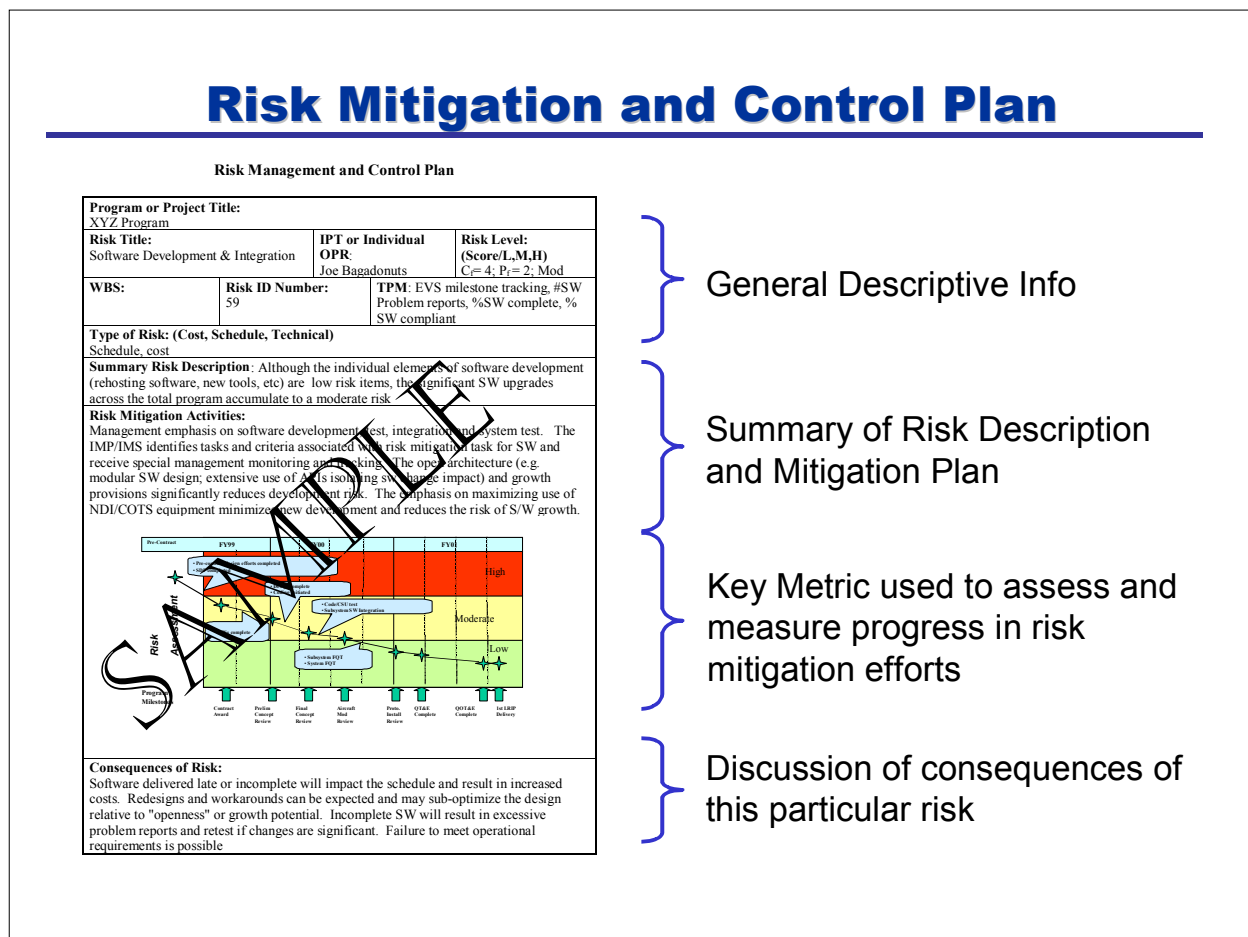 Risk Mitigation and Control Plan
Risk Management and Control Plan
Program or Project Title:
XYZ Program
Risk Title:
Software Development & Integration
IPT or Individual
OPR:
Joe Bagadonuts
Risk Level:
(Score/L,M,H)
Cf= 4; Pf= 2; Mod
WBS:
Risk ID Number:
59
TPM: EVS milestone tracking, #SW
Problem reports, %SW complete, %
SW compliant
Type of Risk: (Cost, Schedule, Technical)
Schedule, cost
Summary Risk Description: Although the individual elements of software development
(rehosting software, new tools, etc) are low risk items, the significant SW upgrades
across the total program accumulate to a moderate risk
Risk Mitigation Activities:
Management emphasis on software development, test, integration and system test. The
IMP/IMS identifies tasks and criteria associated with risk mitigation task for SW and
receive special management monitoring and tracking. The open architecture (e.g.
modular SW design; extensive use of APIs isolating sw change impact) and growth
provisions significantly reduces development risk. The emphasis on maximizing use of
NDI/COTS equipment minimizes new development and reduces the risk of S/W growth.
Pre-Contract
FY99
FY01
High
Moderate
Low
• Code/CSU test
• Subsystem SW Integration
• Subsystem FQT
• System FQT
complete
Risk
Assessment
Program
Milestones
Contract
Award
Prelim
Concept
Review
Final
Concept
Review
Aircraft
Mod
Review
Proto.
Install
Review
QT&E
Complete
QOT&E
Complete
1st LRIP
Delivery
SAMPLE
Consequences of Risk:
Software delivered late or incomplete will impact the schedule and result in increased
costs. Redesigns and workarounds can be expected and may sub-optimize the design
relative to "openness" or growth potential. Incomplete SW will result in excessive
problem reports and retest if changes are significant. Failure to meet operational
requirements is possible
General Descriptive Info
Summary of Risk Description
and Mitigation Plan
Key Metric used to assess and
measure progress in risk
mitigation efforts
Discussion of consequences of
this particular risk